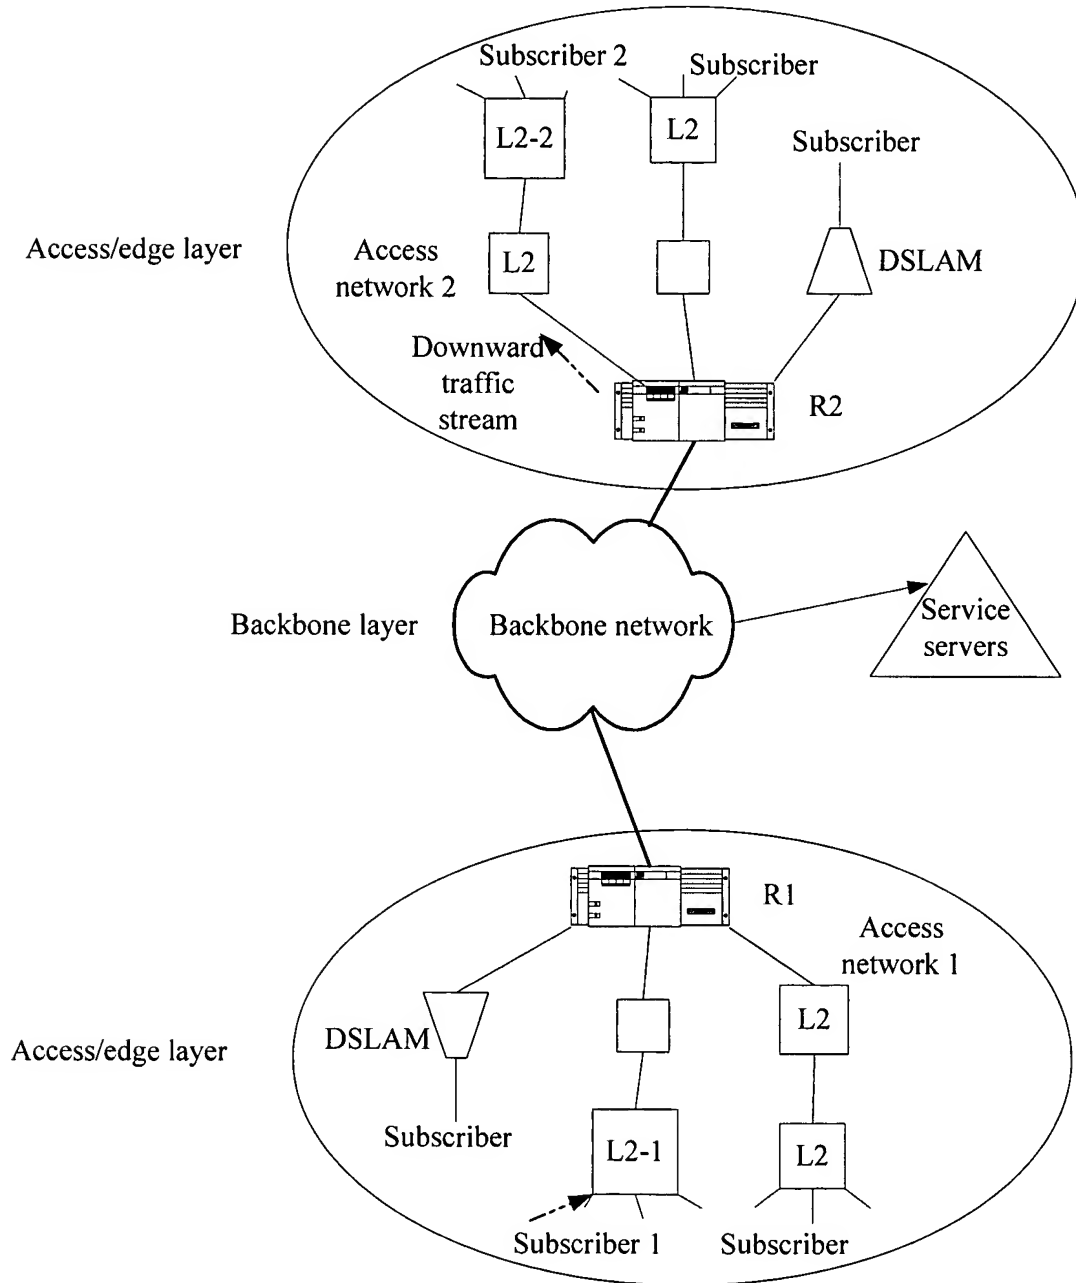 Subscriber 2
Subscriber
L2-2
L2
Subscriber
Access/edge layer
Access
network 2
L2
DSLAM
Downward
traffic
stream
R2
Backbone layer
Backbone network
Service
servers
R1
Access
network 1
DSLAM
L2
Access/edge layer
Subscriber
L2-1
L2
Subscriber 1
Subscriber